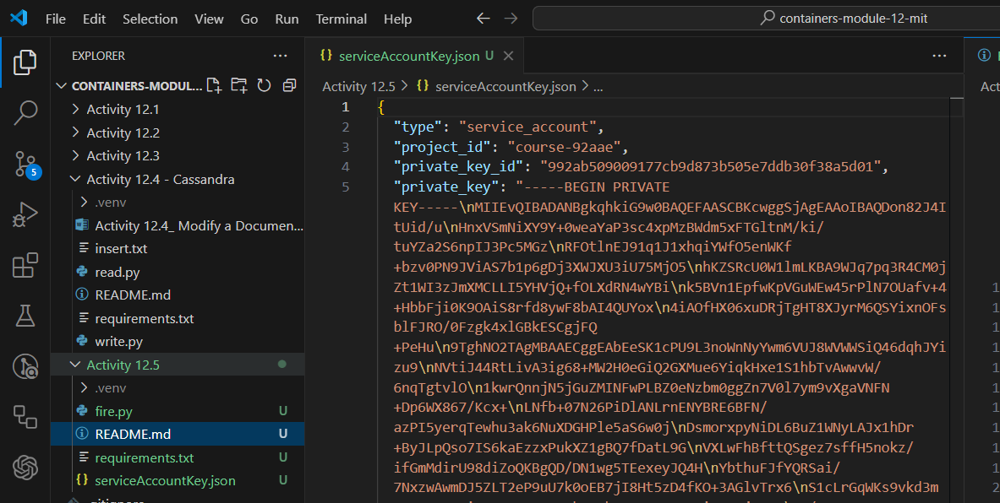 File Edit Selection View Go Run Terminal Help
containers-module-12-mit
EXPLORER
CONTAINERS-MODUL...
Activity 12.1
Activity 12.2
Activity 12.3
Activity 12.4 - Cassandra
.venv
Activity 12.4_ Modify a Documen...
insert.txt
read.py
README.md
requirements.txt
write.py
Activity 12.5
.venv
fire.py U
README.md U
requirements.txt U
serviceAccountKey.json U
5
serviceAccountKey.json U
Activity 12.5 > {} serviceAccountKey.json > ...
1 {
2 "type": "service_account",
3 "project_id": "course-92aae",
4 "private_key_id": "992ab509009177cb9d873b505e7ddb30f38a5d01",
5 "private_key": "-----BEGIN PRIVATE
KEY-----\nMIIEvQIBADANBgkqhkiG9w0BAQEFAASCBKcwggSjAgEAAoIBAQDon82J4I
tUid/u\nHnxVSmNiXY9Y+0weaYaP3sc4xpMzBWdm5xFTGltnM/ki/
tuYZa2S6npIJ3Pc5MGz\nRFOtlnEJ91q1J1xhqiYWfO5enWKf
+bzv0PN9JViAS7b1p6gDj3XWJXU3iU75MjO5\nhKZSRcU0W1lmLKBA9WJq7pq3R4CM0j
Zt1WI3zJmXMCLLI5YHVjQ+fOLXdRN4wYBi\nk5BVn1EpfwKpVGuWEw45rPlN7OUafv+4
+HbbFji0K9OAiS8rfd8ywF8bAI4QUYox\n4iAOfHX06xuDRjTgHT8XJyrM6QSYixnOFs
blFJRO/0Fzgk4xlGBkESCgjFQ
+PeHu\n9TghNO2TAgMBAAECggEAbEeSK1cPU9L3noWnNyYwm6VUJ8WVWWSiQ46dqhJYi
zu9\nNVtiJ44RtLivA3ig68+MW2H0eGiQ2GXMue6YiqkHxe1S1hbTvAwwvW/
6nqTgtvlO\n1kwrQnnjN5jGuZMINFwPLBZ0eNzbm0ggZn7V0l7ym9vXgaVNFN
+Dp6WX867/Kcx+\nLNfb+07N26PiDlANLrnENYBRE6BFN/
azPI5yerqTewhu3ak6NuXDGHPle5aS6w0j\nDsmorxpyNiDL6BuZ1WNyLAJx1hDr
+ByJLpQso7IS6kaEzzxPukXZ1gBQ7fDatL9G\nVXLwFhBfttQSgez7sffH5nokz/
ifGmMdirU98diZoQKBgQD/DN1wg5TEexeyJQ4H\nYbthuFJfYQRSai/
7NxzwAwmDJ5ZLT2eP9uU7k0oEB7jI8Ht5zD4fKO+3AGlvTrx6\nS1cLrGqWKs9vkd3m